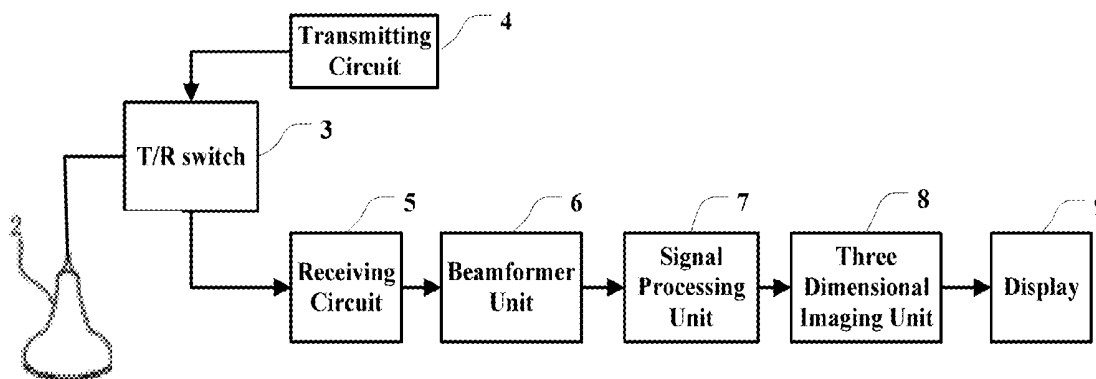 Transmitting
Circuit
4
T/R switch
3
2
Receiving
Circuit
5
Beamformer
Unit
6
Signal
Processing
Unit
7
Three
Dimensional
Imaging Unit
8
Display
9